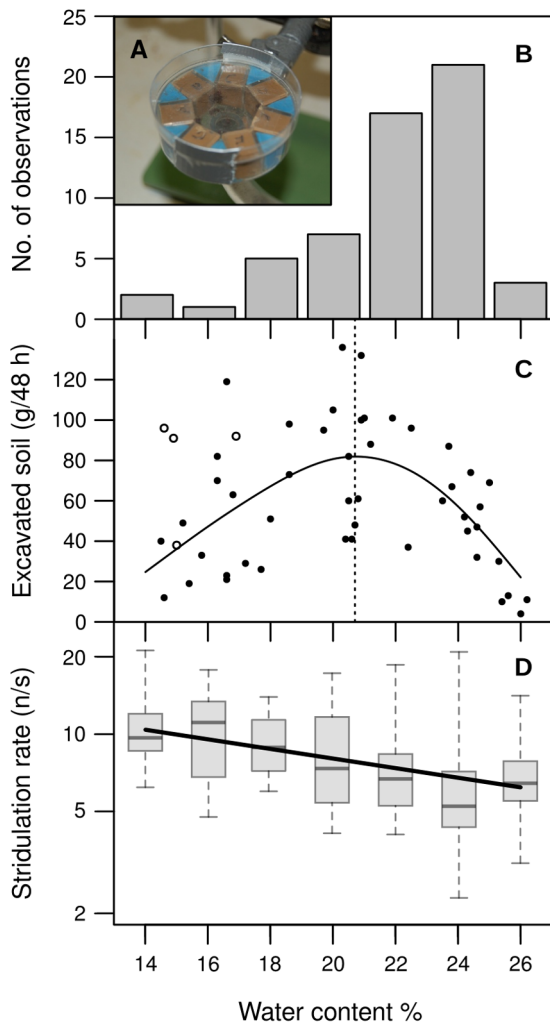 A
B
No. of observations
25
20
15
10
5
0
C
Excavated soil (g/48 h)
120
100
80
60
40
20
0
D
Stridulation rate (n/s)
20
10
5
2
14 16 18 20 22 24 26
Water content %